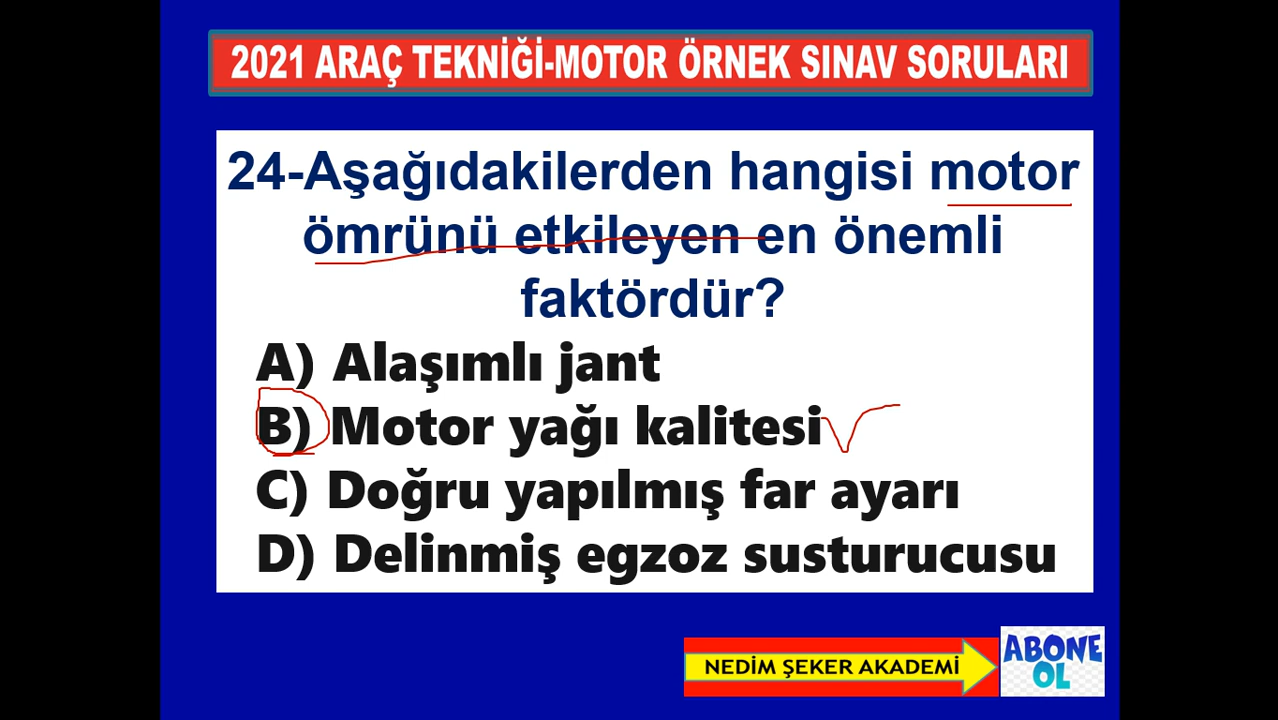 2021 ARAÇ TEKNİĞİ-MOTOR ÖRNEK SINAV SORULARI
24-Aşağıdakilerden hangisi motor
ömrünü etkileyen en önemli
faktördür?
A) Alaşımlı jant
B) Motor yağı kalitesi
C) Doğru yapılmış far ayarı
D) Delinmiş egzoz susturucusu
NEDİM ŞEKER AKADEMİ
ABONE
OL